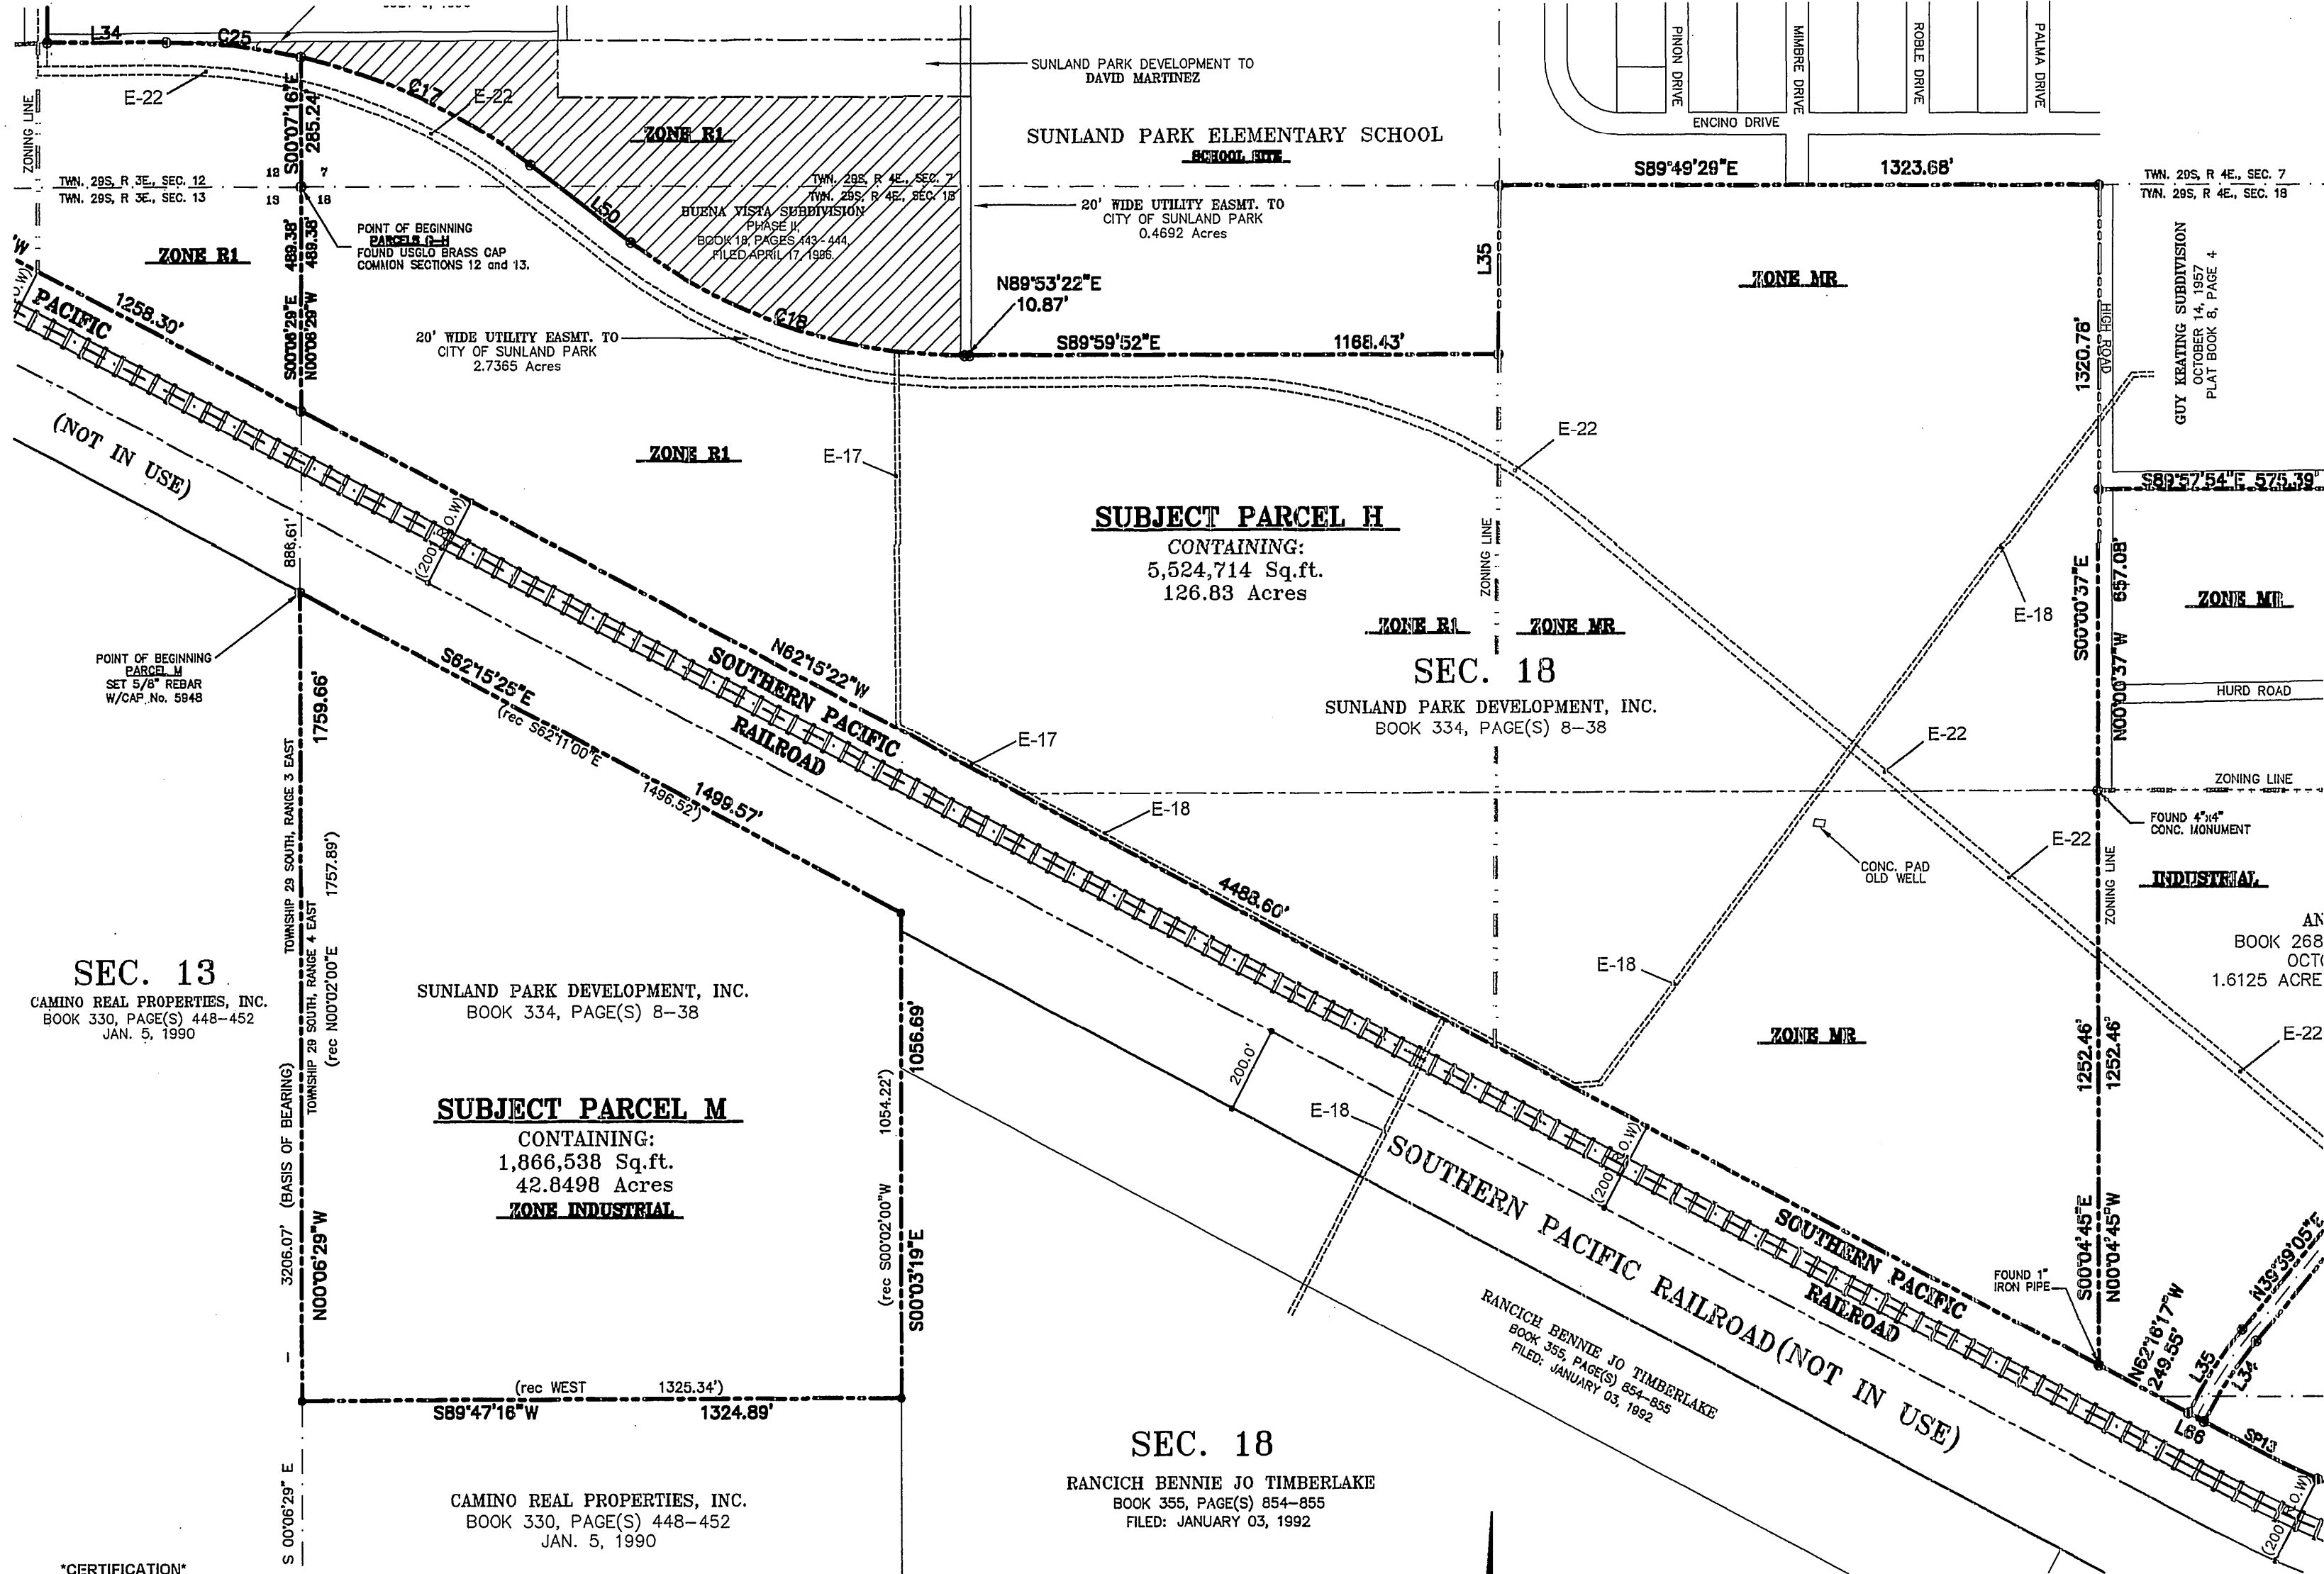 L34
C25
E-22
ZONING LINE
S00°07'16"E
285.24'
C17
E-22
ZONE R1
SUNLAND PARK DEVELOPMENT TO
DAVID MARTINEZ
SUNLAND PARK ELEMENTARY SCHOOL
SCHOOL SITE
PINON DRIVE
MIMBRE DRIVE
ROBLE DRIVE
PALMA DRIVE
ENCINO DRIVE
S89°49'29"E 1323.68'
TWN. 29S, R 3E., SEC. 12
TWN. 29S, R 3E., SEC. 13
12 7
13 18
TWN. 29S, R 4E., SEC. 7
TWN. 29S, R 4E., SEC. 18
TWN. 29S, R 4E., SEC. 7
TWN. 29S, R 4E., SEC. 18
L50
BUENA VISTA SUBDIVISION
PHASE II,
BOOK 18, PAGES 443-444,
FILED APRIL 17, 1995.
20' WIDE UTILITY EASMT. TO
CITY OF SUNLAND PARK
0.4692 Acres
POINT OF BEGINNING
PARCELS G-H
FOUND USGLO BRASS CAP
COMMON SECTIONS 12 and 13.
ZONE R1
S00°06'29"E 489.38'
N00°06'29"W 489.38'
'W
1258.30'
PACIFIC
C18
N89°53'22"E
10.87'
S89°59'52"E 1168.43'
L35
ZONE MR
1320.78'
HIGH ROAD
GUY KEATING SUBDIVISION
OCTOBER 14, 1957
PLAT BOOK 8, PAGE 4
20' WIDE UTILITY EASMT. TO
CITY OF SUNLAND PARK
2.7365 Acres
(NOT IN USE)
ZONE R1
E-17
E-22
S89°57'54"E 575.39'
886.61'
(200' R.O.W)
SUBJECT PARCEL H
CONTAINING:
5,524,714 Sq.ft.
126.83 Acres
ZONING LINE
ZONE R1
ZONE MR
SEC. 18
SUNLAND PARK DEVELOPMENT, INC.
BOOK 334, PAGE(S) 8-38
E-18
S00°00'37"E
N00°00'37"W 657.08'
ZONE MR
HURD ROAD
POINT OF BEGINNING
PARCEL M
SET 5/8" REBAR
W/CAP No. 5948
S62°15'25"E
(rec S62°11'00"E
1499.57'
1496.52')
N62°15'22"W
SOUTHERN PACIFIC
RAILROAD
E-17
E-18
E-22
ZONING LINE
FOUND 4"x4"
CONC. MONUMENT
E-22
CONC. PAD
OLD WELL
INDUSTRIAL
ZONING LINE
1759.66'
TOWNSHIP 29 SOUTH, RANGE 3 EAST
TOWNSHIP 29 SOUTH, RANGE 4 EAST
(rec N00°02'00"E 1757.89')
4488.60'
AN
BOOK 268
OCTO
1.6125 ACRE
SEC. 13
CAMINO REAL PROPERTIES, INC.
BOOK 330, PAGE(S) 448-452
JAN. 5, 1990
SUNLAND PARK DEVELOPMENT, INC.
BOOK 334, PAGE(S) 8-38
E-18
E-22
1056.69'
(rec S00°02'00"W 1054.22')
S00°03'19"E
ZONE MR
1252.46'
1252.46'
S00°04'45"E
N00°04'45"W
200.0'
E-18
SUBJECT PARCEL M
CONTAINING:
1,866,538 Sq.ft.
42.8498 Acres
ZONE INDUSTRIAL
3206.07' (BASIS OF BEARING)
N00°06'29"W
(200' R.O.W)
SOUTHERN PACIFIC RAILROAD (NOT IN USE)
SOUTHERN PACIFIC
RAILROAD
FOUND 1"
IRON PIPE
N62°16'17"W
249.55'
N39°39'05"E
L35
L34
L66
SP13
(200' R.O.W)
RANCICH BENNIE JO TIMBERLAKE
BOOK 355, PAGE(S) 854-855
FILED: JANUARY 03, 1992
(rec WEST 1325.34')
S89°47'16"W 1324.89'
SEC. 18
RANCICH BENNIE JO TIMBERLAKE
BOOK 355, PAGE(S) 854-855
FILED: JANUARY 03, 1992
CAMINO REAL PROPERTIES, INC.
BOOK 330, PAGE(S) 448-452
JAN. 5, 1990
S 00°06'29" E
*CERTIFICATION*